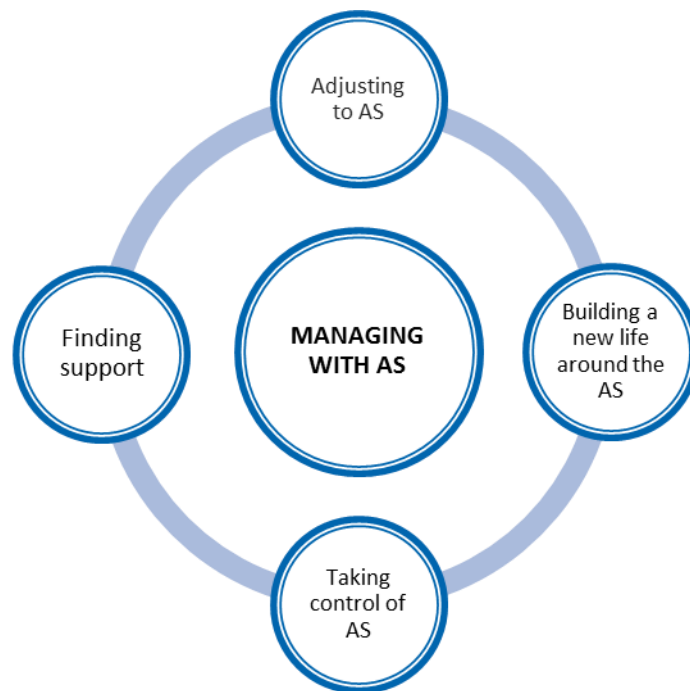 Adjusting
to AS
Finding
support
MANAGING
WITH AS
Building a
new life
around the
AS
Taking
control of
AS